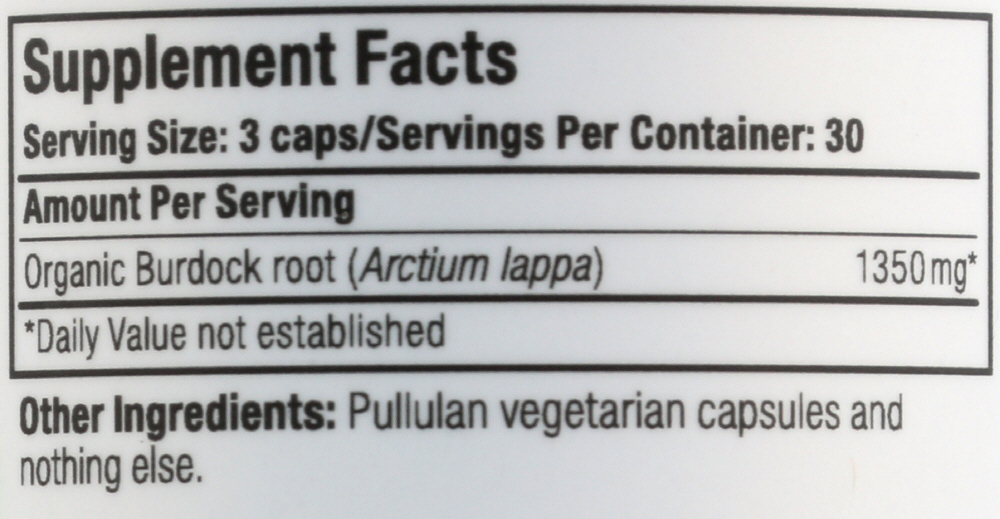 Supplement Facts
Serving Size: 3 caps/Servings Per Container: 30
Amount Per Serving
Organic Burdock root (Arctium lappa) 1350mg*
*Daily Value not established
Other Ingredients: Pullulan vegetarian capsules and
nothing else.